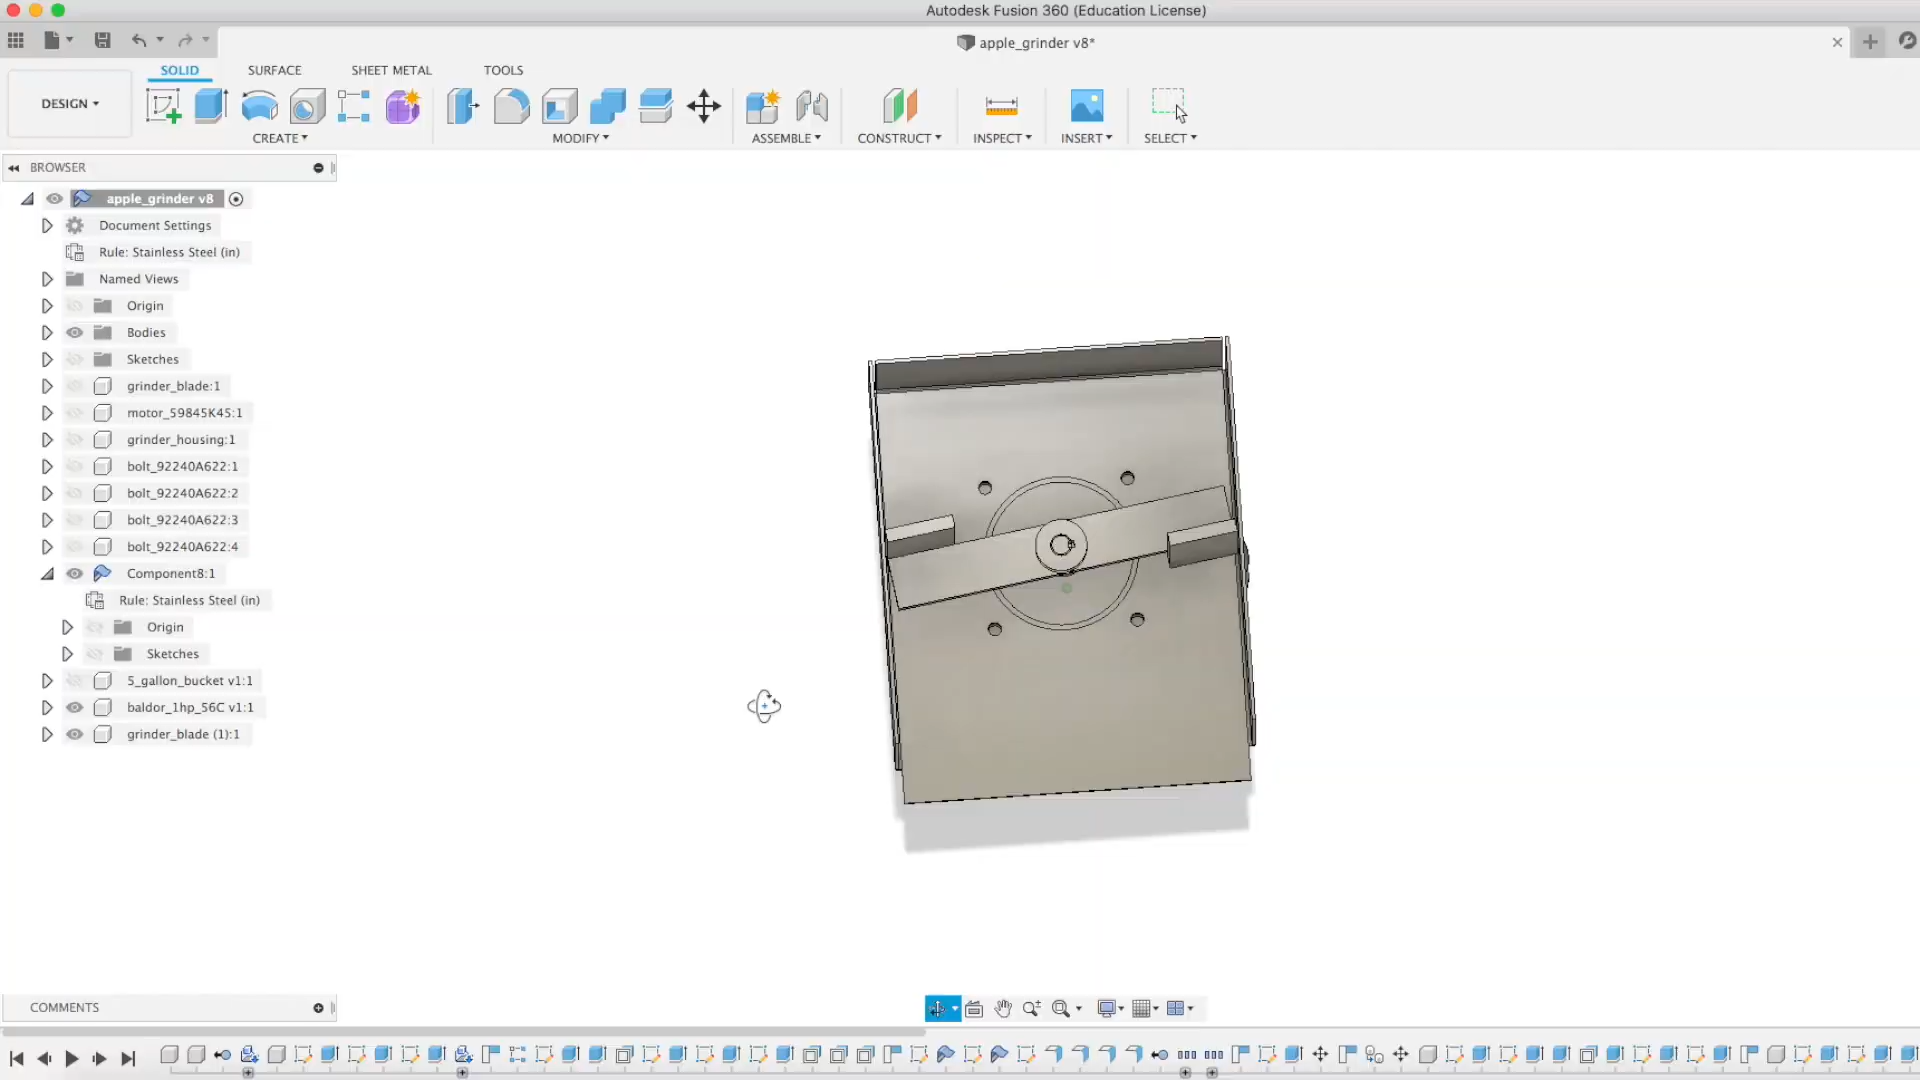 Autodesk Fusion 360 (Education License)
apple_grinder v8*
SOLID SURFACE SHEET METAL TOOLS
DESIGN
CREATE MODIFY ASSEMBLE CONSTRUCT INSPECT INSERT SELECT
BROWSER
apple_grinder v8
Document Settings
Rule: Stainless Steel (in)
Named Views
Origin
Bodies
Sketches
grinder_blade:1
motor_59845K45:1
grinder_housing:1
bolt_92240A622:1
bolt_92240A622:2
bolt_92240A622:3
bolt_92240A622:4
Component8:1
Rule: Stainless Steel (in)
Origin
Sketches
5_gallon_bucket v1:1
baldor_1hp_56C v1:1
grinder_blade (1):1
COMMENTS